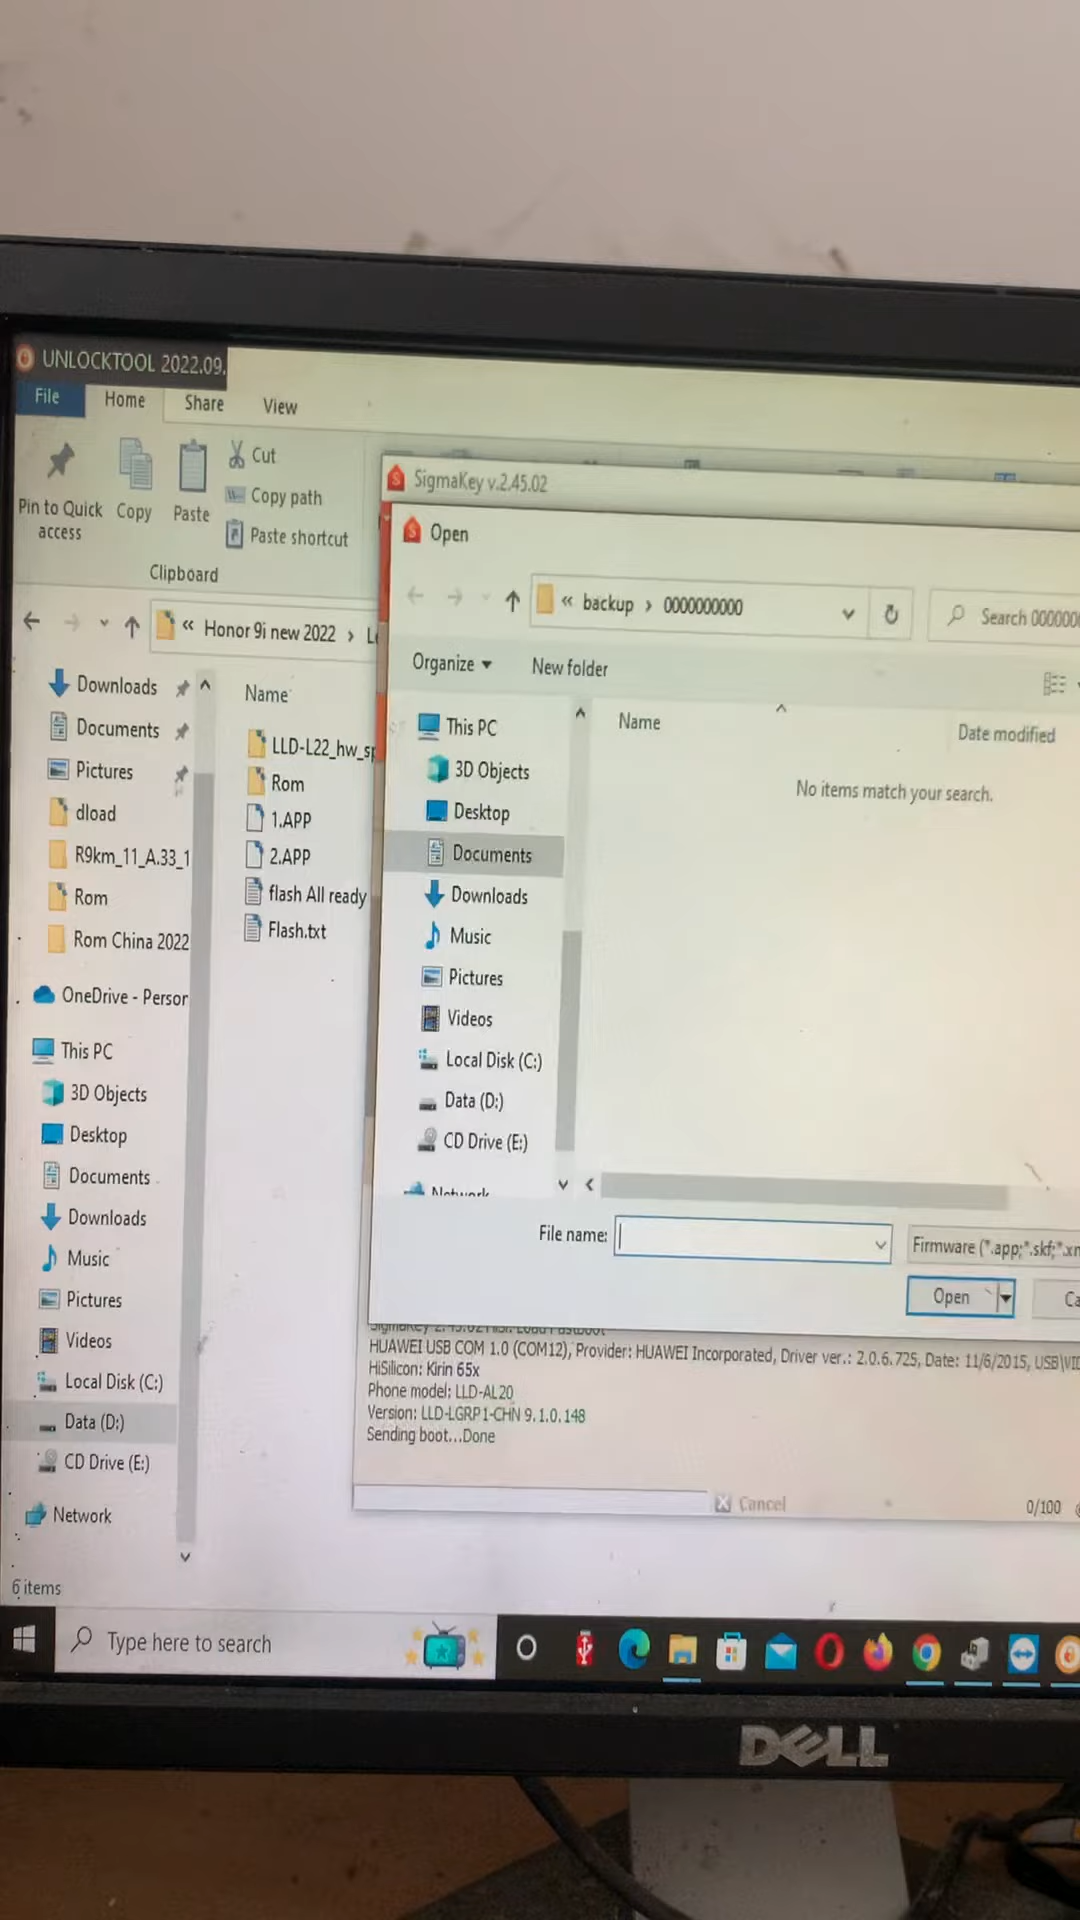 UNLOCKTOOL 2022.09.
File Home Share View
Pin to Quick access
Copy
Paste
Cut
Copy path
Paste shortcut
Clipboard
« Honor 9i new 2022 ›
Downloads
Documents
Pictures
dload
R9km_11_A.33_1
Rom
Rom China 2022
OneDrive - Person
This PC
3D Objects
Desktop
Documents
Downloads
Music
Pictures
Videos
Local Disk (C:)
Data (D:)
CD Drive (E:)
Network
6 items
Name
LLD-L22_hw_sp
Rom
1.APP
2.APP
flash All ready
Flash.txt
SigmaKey v.2.45.02
Open
« backup › 0000000000
Search 000000
Organize
New folder
This PC
3D Objects
Desktop
Documents
Downloads
Music
Pictures
Videos
Local Disk (C:)
Data (D:)
CD Drive (E:)
Network
Name
Date modified
No items match your search.
File name:
Firmware (*.app;*.skf;*.xm
Open
Ca
HUAWEI USB COM 1.0 (COM12), Provider: HUAWEI Incorporated, Driver ver.: 2.0.6.725, Date: 11/6/2015, USB\VID
HiSilicon: Kirin 65x
Phone model: LLD-AL20
Version: LLD-LGRP1-CHN 9.1.0.148
Sending boot...Done
Cancel
0/100
Type here to search
DELL